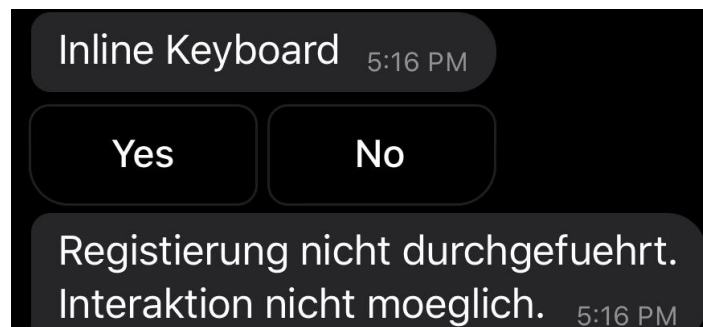 Inline Keyboard 5:16 PM
Yes No
Registierung nicht durchgefuehrt.
Interaktion nicht moeglich. 5:16 PM